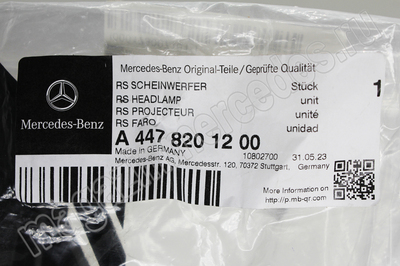 Mercedes-Benz Original-Teile/Geprüfte Qualität
RS SCHEINWERFER Stück 1
RS HEADLAMP unit
RS PROJECTEUR unité
RS FARO unidad
Mercedes-Benz
A 447 820 12 00
Made in GERMANY 10802700 31.05.23
Mercedes-Benz AG, Mercedesstr. 120, 70372 Stuttgart, Germany
More Information on
http://p.mb-qr.com